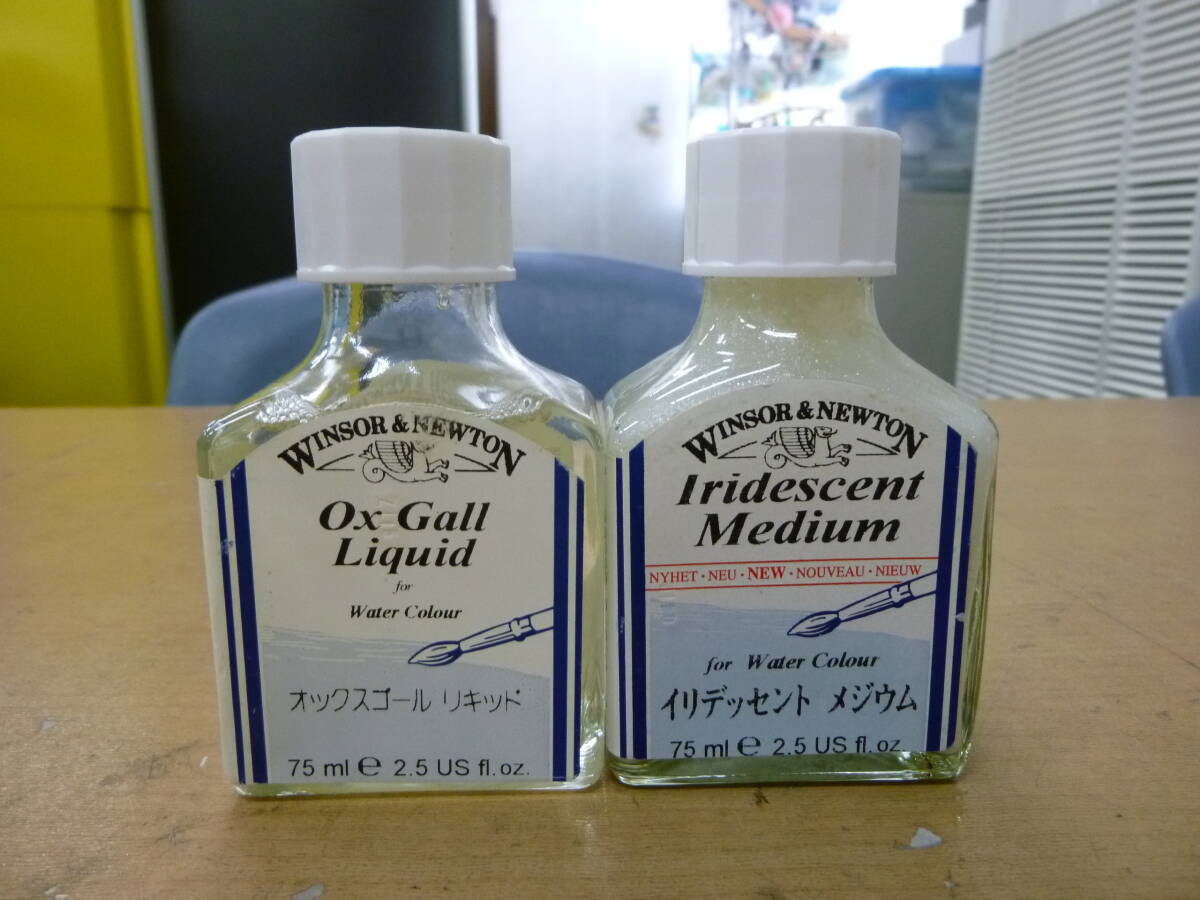 WINSOR & NEWTON
Ox Gall
Liquid
for
Water Colour
オックスゴール リキッド
75 ml e 2.5 US fl. oz.
WINSOR & NEWTON
Iridescent
Medium
NYHET · NEU · NEW · NOUVEAU · NIEUW
for Water Colour
イリデッセント メジウム
75 ml e 2.5 US fl. oz.